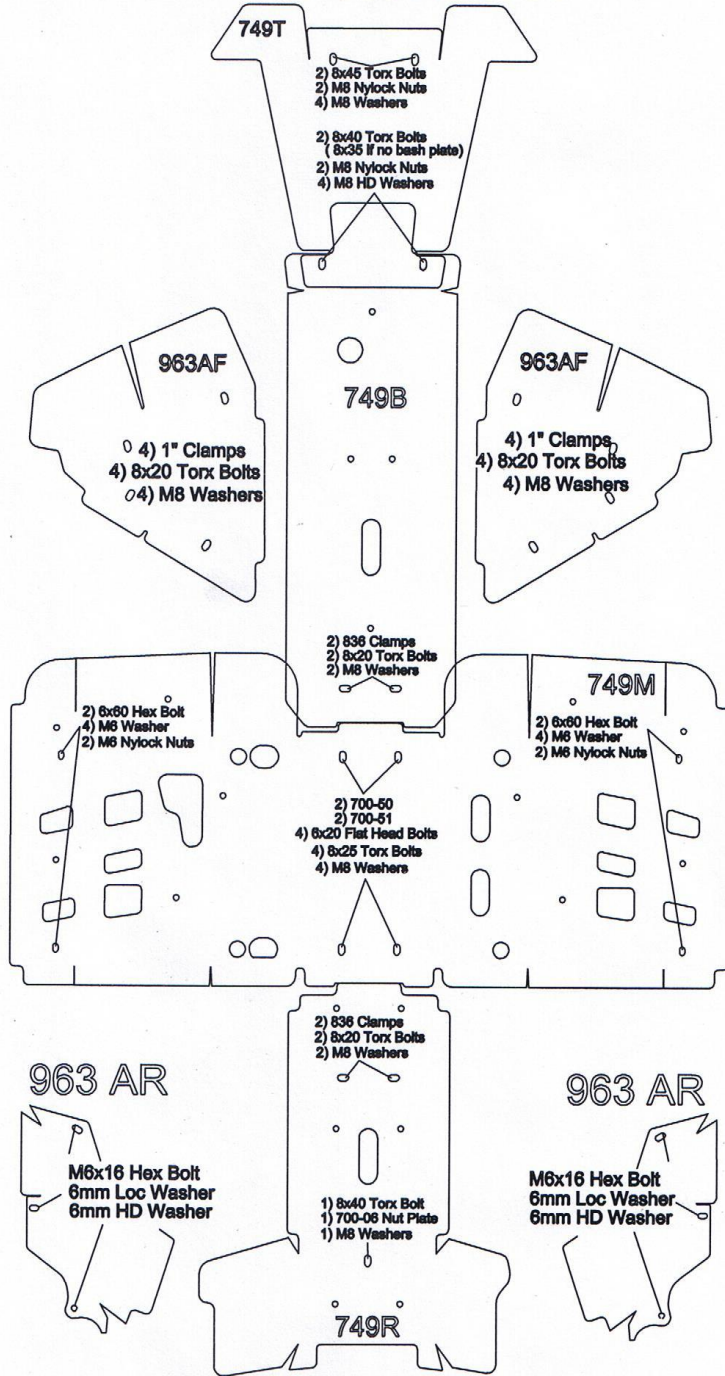 749T
2) 8x45 Torx Bolts
2) M8 Nylock Nuts
4) M8 Washers
2) 8x40 Torx Bolts
( 8x35 If no bash plate)
2) M8 Nylock Nuts
4) M8 HD Washers
963AF
4) 1" Clamps
4) 8x20 Torx Bolts
4) M8 Washers
749B
963AF
4) 1" Clamps
4) 8x20 Torx Bolts
4) M8 Washers
2) 836 Clamps
2) 8x20 Torx Bolts
2) M8 Washers
749M
2) 6x60 Hex Bolt
4) M6 Washer
2) M6 Nylock Nuts
2) 6x60 Hex Bolt
4) M6 Washer
2) M6 Nylock Nuts
2) 700-50
2) 700-51
4) 6x20 Flat Head Bolts
4) 8x25 Torx Bolts
4) M8 Washers
2) 836 Clamps
2) 8x20 Torx Bolts
2) M8 Washers
963 AR
M6x16 Hex Bolt
6mm Loc Washer
6mm HD Washer
963 AR
M6x16 Hex Bolt
6mm Loc Washer
6mm HD Washer
1) 8x40 Torx Bolt
1) 700-06 Nut Plate
1) M8 Washers
749R